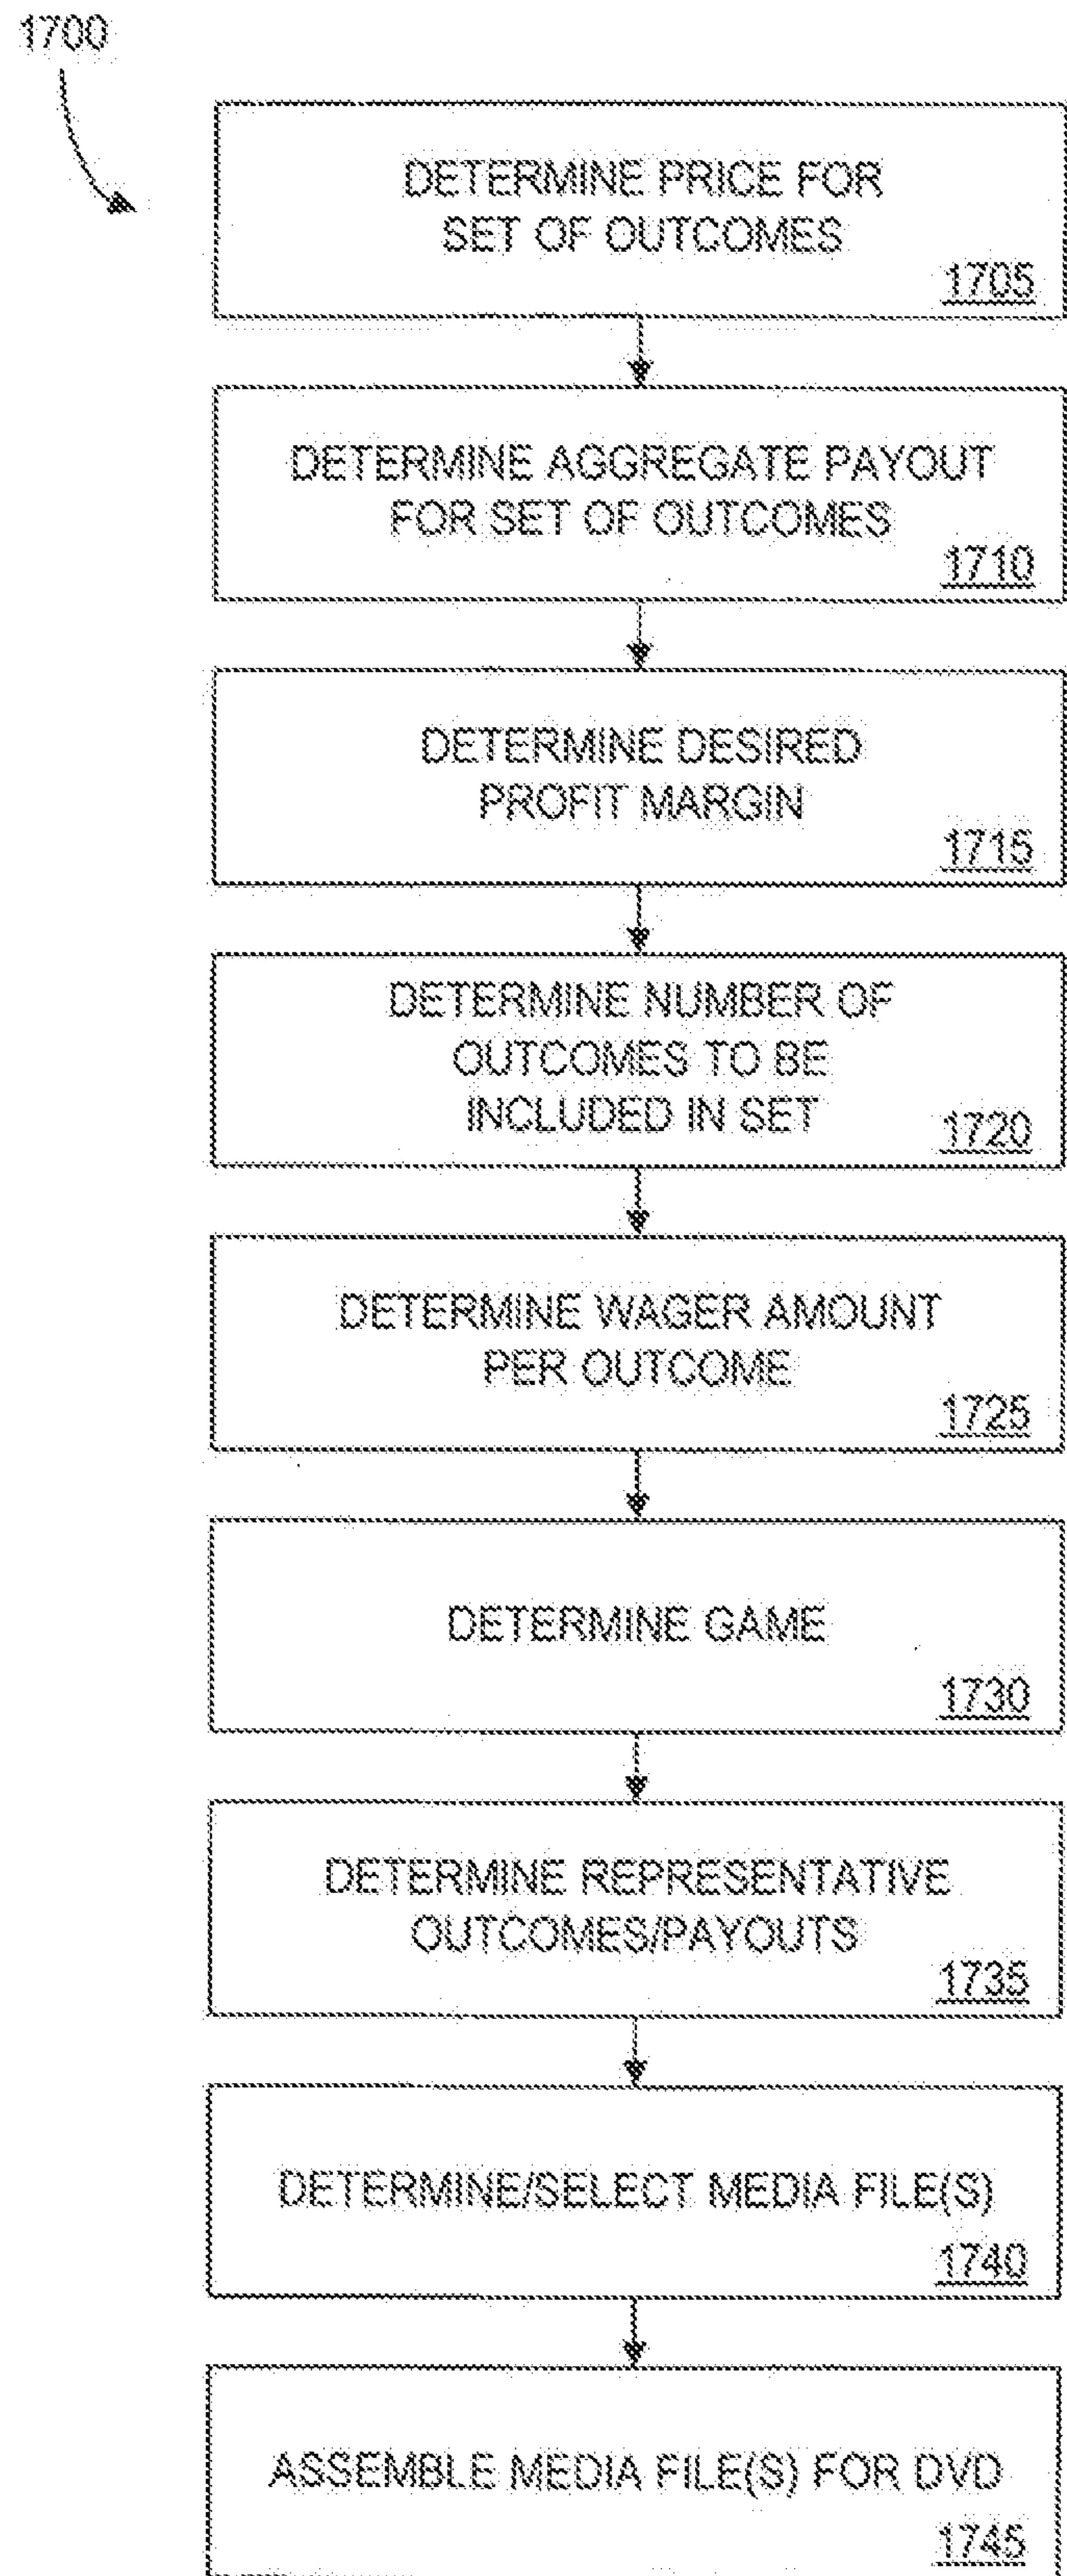 1700
DETERMINE PRICE FOR
SET OF OUTCOMES
1705
DETERMINE AGGREGATE PAYOUT
FOR SET OF OUTCOMES
1710
DETERMINE DESIRED
PROFIT MARGIN
1715
DETERMINE NUMBER OF
OUTCOMES TO BE
INCLUDED IN SET
1720
DETERMINE WAGER AMOUNT
PER OUTCOME
1725
DETERMINE GAME
1730
DETERMINE REPRESENTATIVE
OUTCOMES/PAYOUTS
1735
DETERMINE/SELECT MEDIA FILE(S)
1740
ASSEMBLE MEDIA FILE(S) FOR DVD
1745